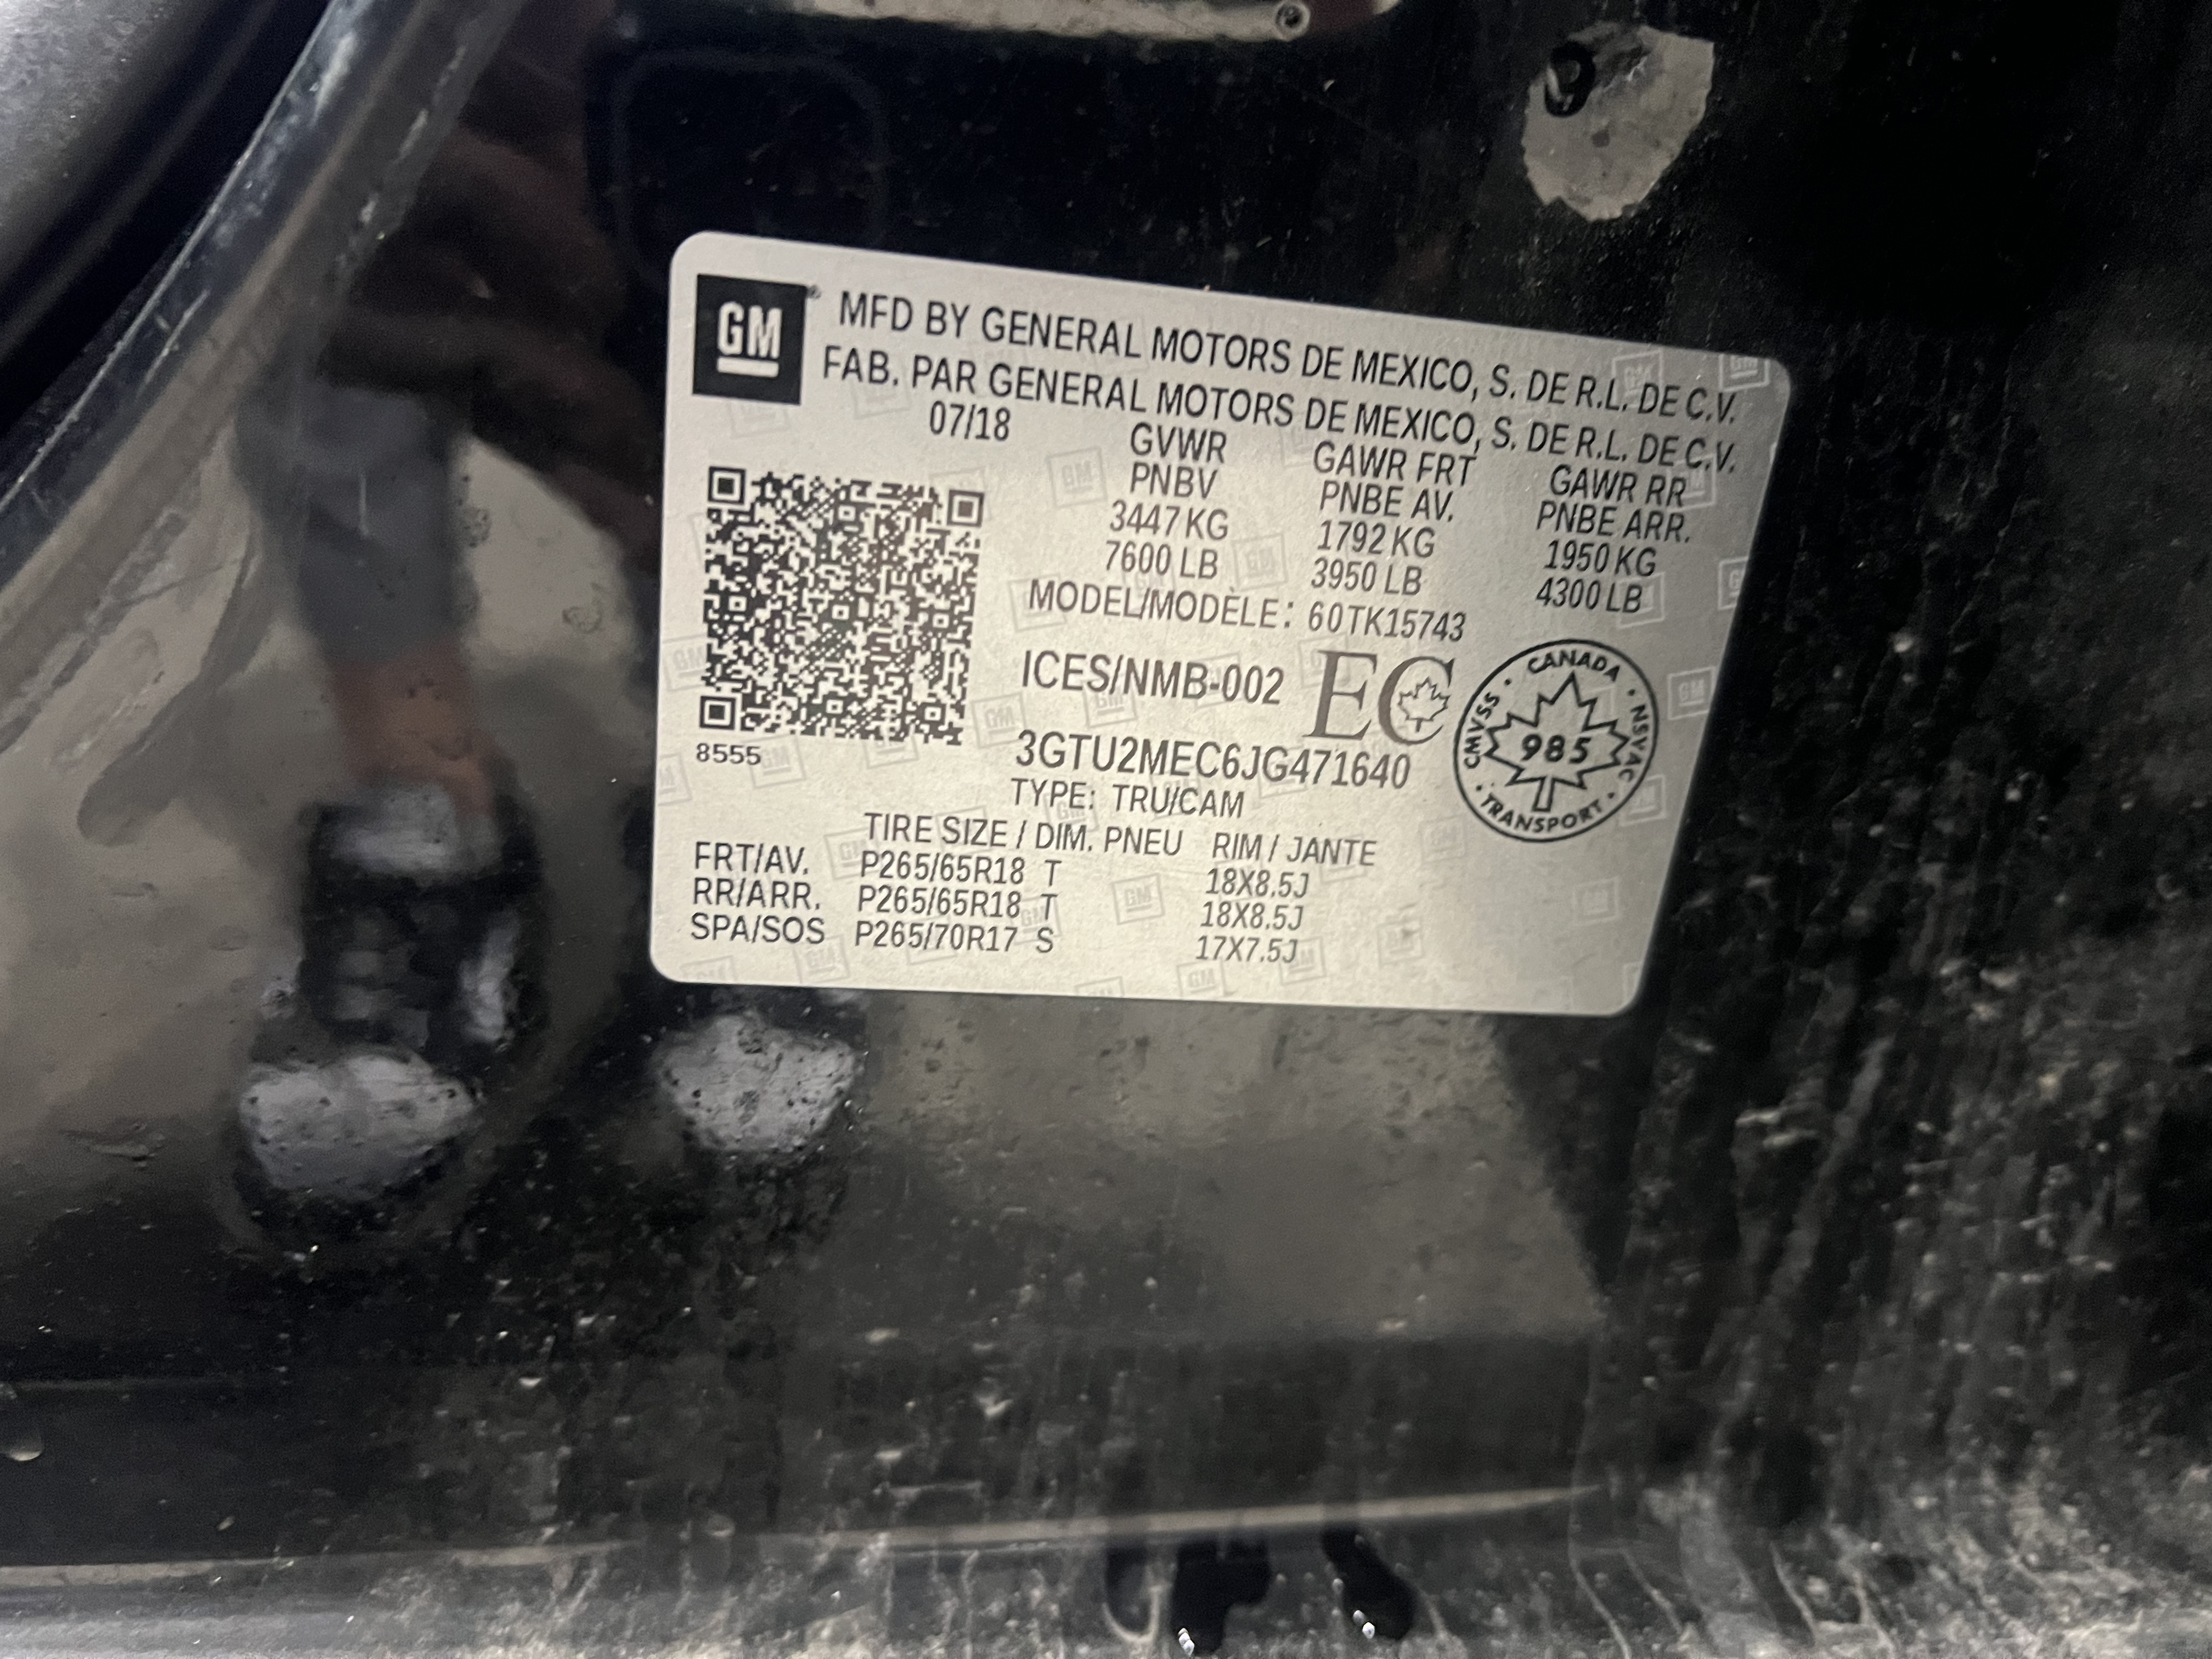 GM MFD BY GENERAL MOTORS DE MEXICO, S. DE R.L. DE C.V.
FAB. PAR GENERAL MOTORS DE MEXICO, S. DE R.L. DE C.V.
07/18 GVWR GAWR FRT GAWR RR
PNBV PNBE AV. PNBE ARR.
3447 KG 1792 KG 1950 KG
7600 LB 3950 LB 4300 LB
MODEL/MODÈLE: 60TK15743
ICES/NMB-002 EC
CANADA · NSVAC · TRANSPORT · CMVSS ·
985
8555
3GTU2MEC6JG471640
TYPE: TRU/CAM
TIRE SIZE / DIM. PNEU RIM / JANTE
FRT/AV. P265/65R18 T 18X8.5J
RR/ARR. P265/65R18 T 18X8.5J
SPA/SOS P265/70R17 S 17X7.5J